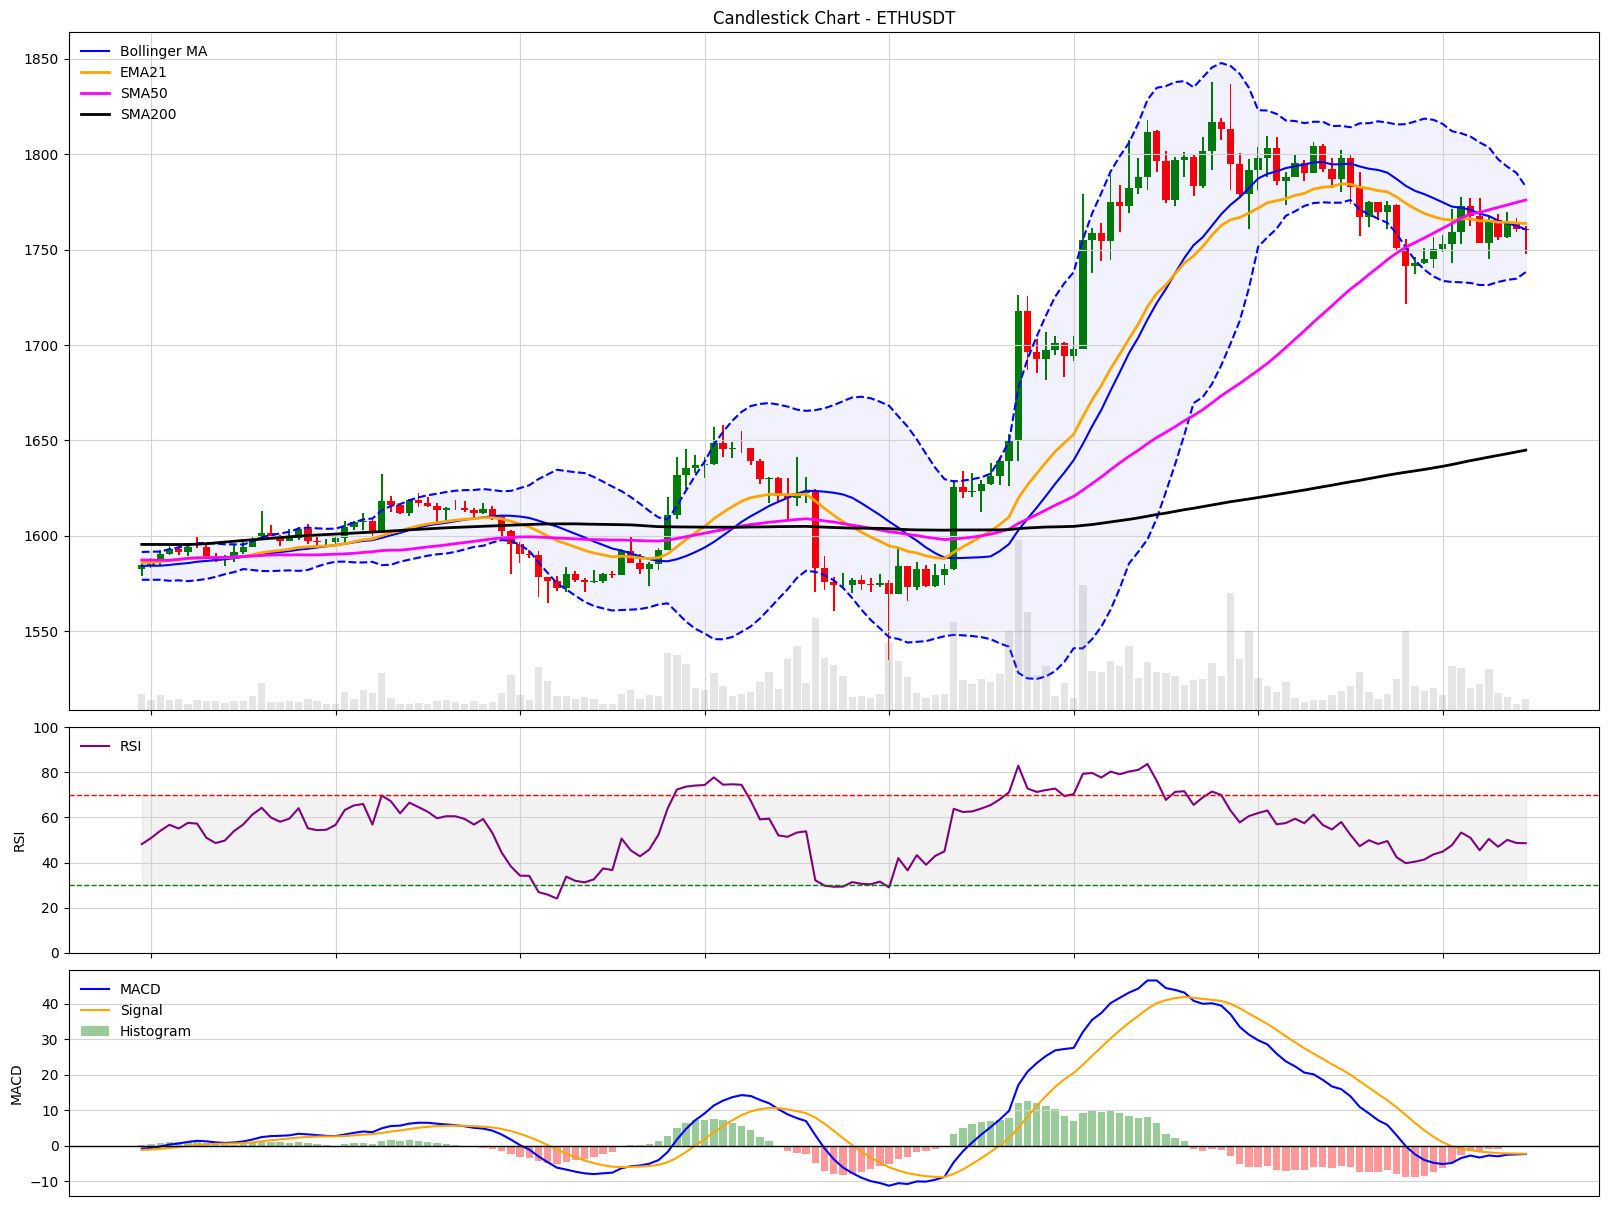 Candlestick Chart - ETHUSDT
Bollinger MA
EMA21
SMA50
SMA200
1850
1800
1750
1700
1650
1600
1550
RSI
100
80
60
40
20
0
RSI
MACD
Signal
Histogram
40
30
20
10
0
−10
MACD